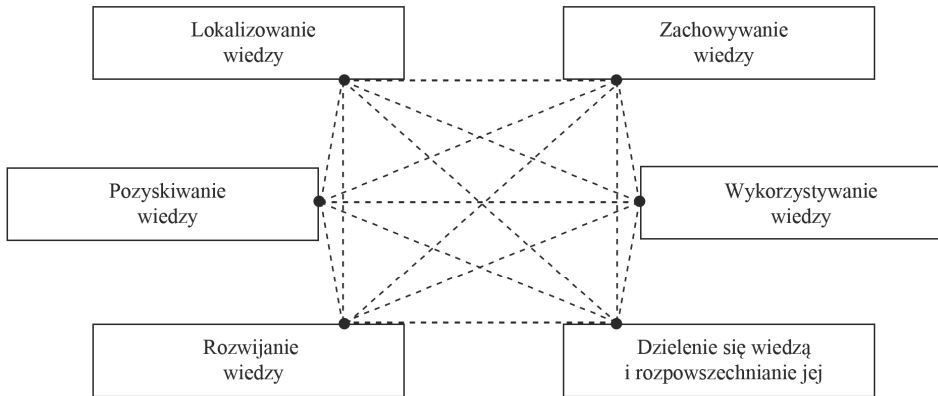 Lokalizowanie
wiedzy
Zachowywanie
wiedzy
Pozyskiwanie
wiedzy
Wykorzystywanie
wiedzy
Rozwijanie
wiedzy
Dzielenie się wiedzą
i rozpowszechnianie jej